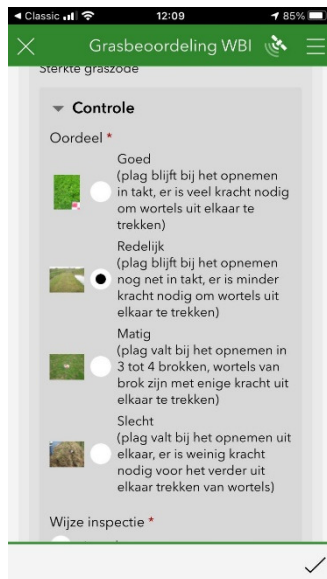 Classic 12:09 85%
Grasbeoordeling WBI
Sterkte graszode
Controle
Oordeel *
Goed
(plag blijft bij het opnemen
in takt, er is veel kracht nodig
om wortels uit elkaar te
trekken)
Redelijk
(plag blijft bij het opnemen
nog net in takt, er is minder
kracht nodig om wortels uit
elkaar te trekken)
Matig
(plag valt bij het opnemen in
3 tot 4 brokken, wortels van
brok zijn met enige kracht uit
elkaar te trekken)
Slecht
(plag valt bij het opnemen uit
elkaar, er is weinig kracht
nodig voor het verder uit
elkaar trekken van wortels)
Wijze inspectie *